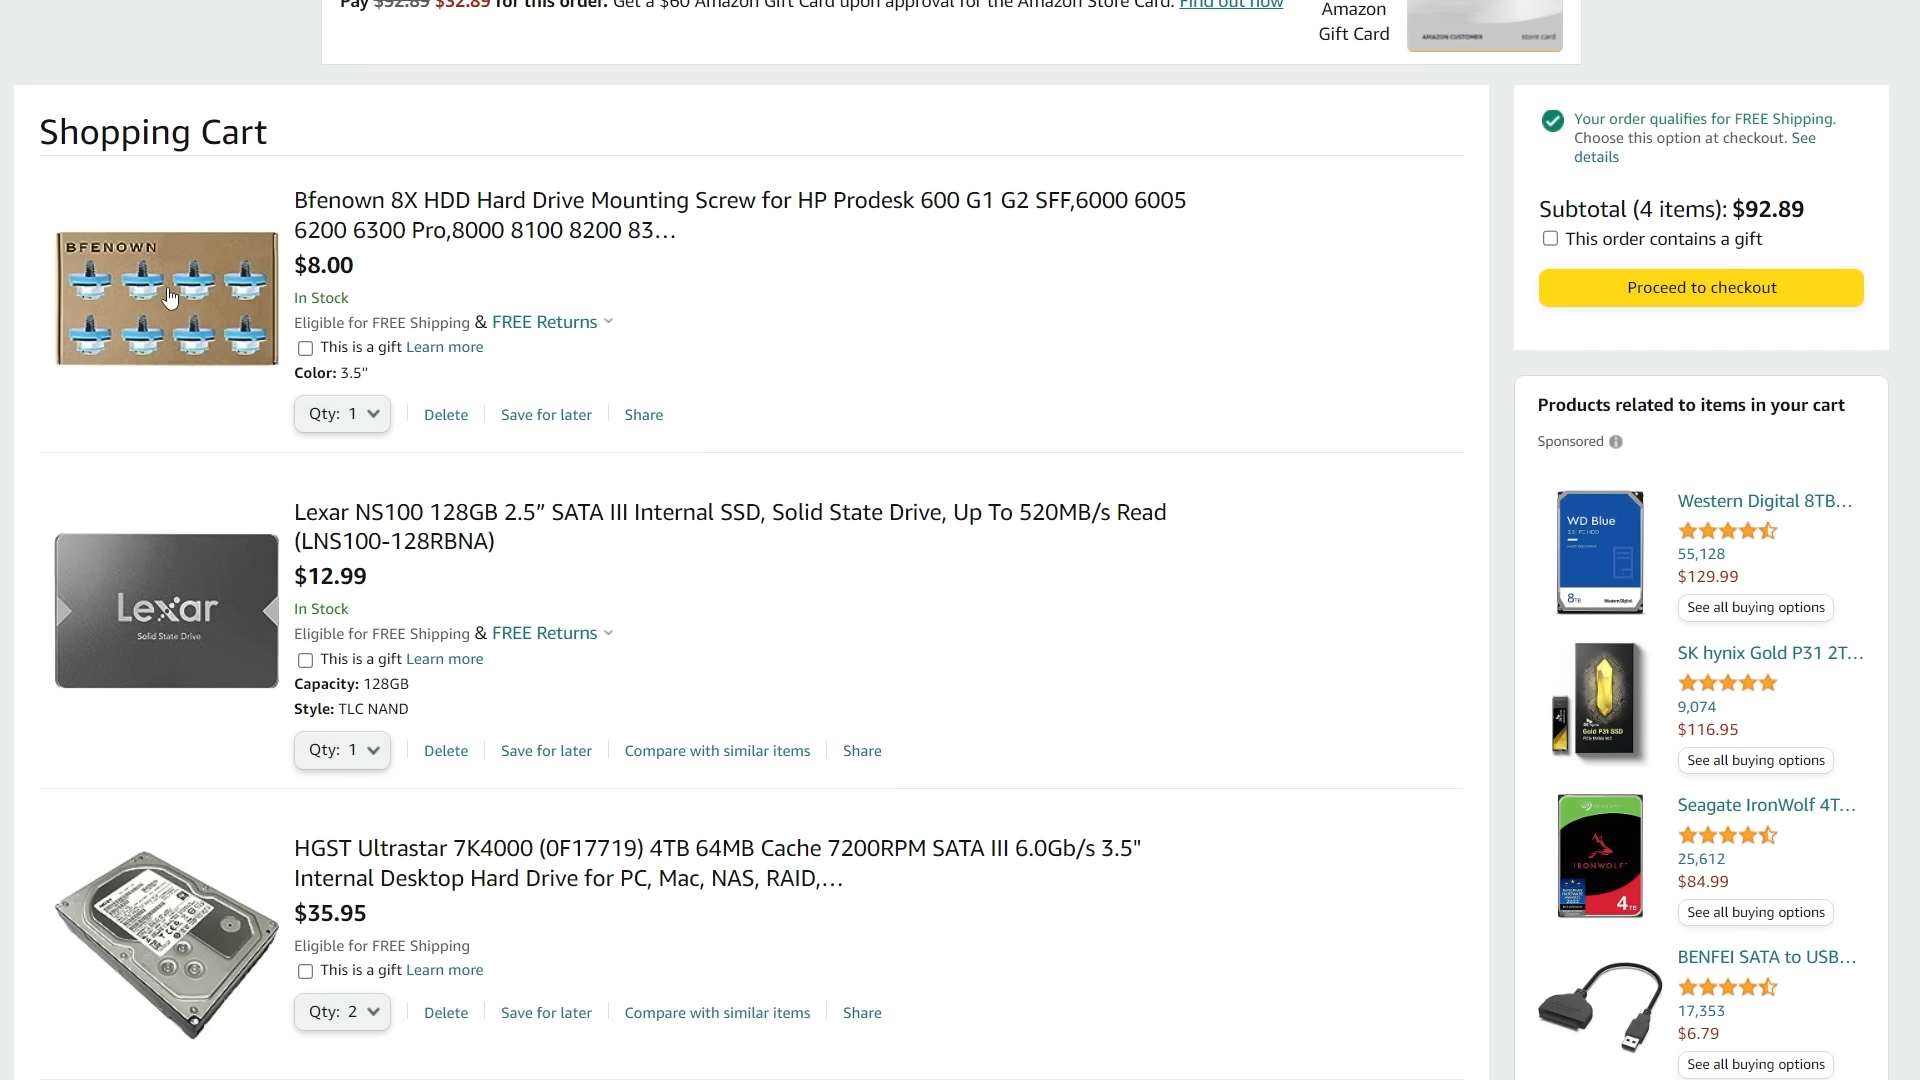 Pay $92.89 $32.89 for this order. Get a $60 Amazon Gift Card upon approval for the Amazon Store Card. Find out now
Amazon
Gift Card
AMAZON CUSTOMER
store card
Shopping Cart
Bfenown 8X HDD Hard Drive Mounting Screw for HP Prodesk 600 G1 G2 SFF,6000 6005
6200 6300 Pro,8000 8100 8200 83…
$8.00
In Stock
Eligible for FREE Shipping & FREE Returns
This is a gift Learn more
Color: 3.5"
Qty: 1
Delete
Save for later
Share
BFENOWN
Lexar NS100 128GB 2.5” SATA III Internal SSD, Solid State Drive, Up To 520MB/s Read
(LNS100-128RBNA)
$12.99
In Stock
Eligible for FREE Shipping & FREE Returns
This is a gift Learn more
Capacity: 128GB
Style: TLC NAND
Qty: 1
Delete
Save for later
Compare with similar items
Share
Lexar
Solid State Drive
HGST Ultrastar 7K4000 (0F17719) 4TB 64MB Cache 7200RPM SATA III 6.0Gb/s 3.5"
Internal Desktop Hard Drive for PC, Mac, NAS, RAID,…
$35.95
Eligible for FREE Shipping
This is a gift Learn more
Qty: 2
Delete
Save for later
Compare with similar items
Share
Your order qualifies for FREE Shipping.
Choose this option at checkout. See
details
Subtotal (4 items): $92.89
This order contains a gift
Proceed to checkout
Products related to items in your cart
Sponsored
WD Blue
8TB
Western Digital
Western Digital 8TB…
55,128
$129.99
See all buying options
Gold P31 SSD
SK hynix Gold P31 2T…
9,074
$116.95
See all buying options
IRONWOLF
4TB
Seagate IronWolf 4T…
25,612
$84.99
See all buying options
BENFEI SATA to USB…
17,353
$6.79
See all buying options